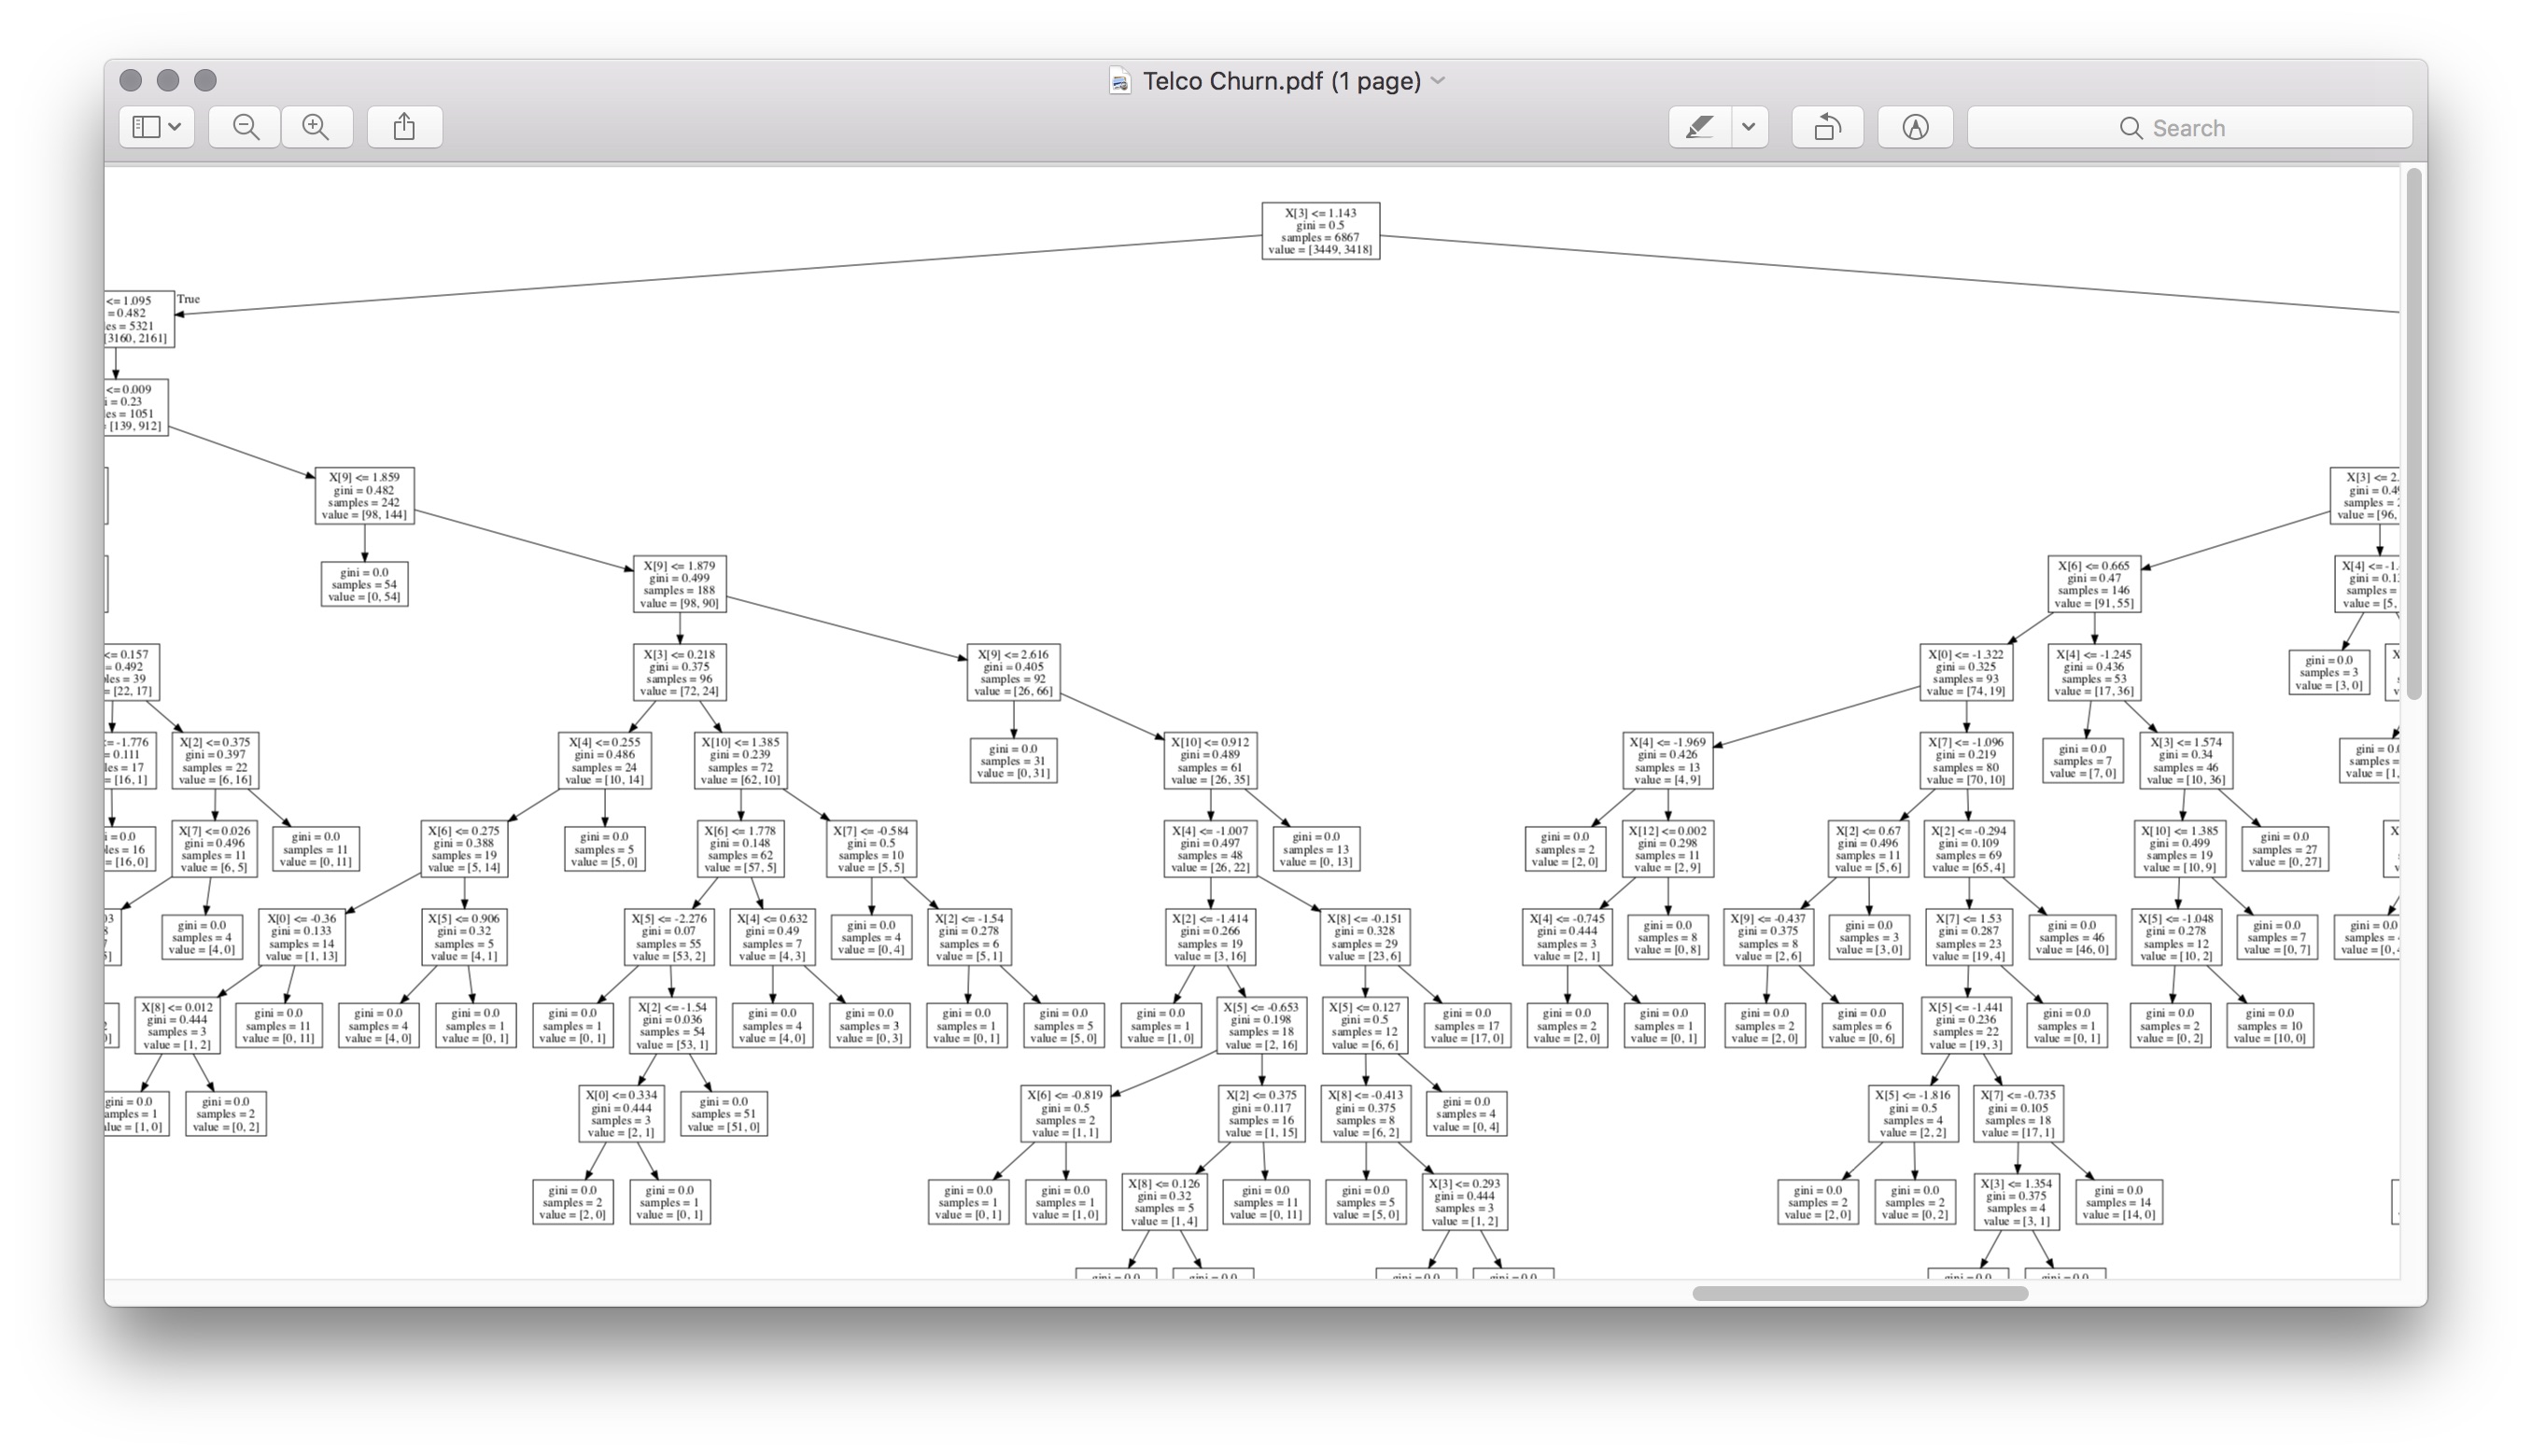 Telco Churn.pdf (1 page)
Search
X[3] <= 1.143
gini = 0.5
samples = 6867
value = [3449, 3418]
<= 1.095
= 0.482
es = 5321
[3160, 2161]
True
<= 0.009
i = 0.23
es = 1051
= [139, 912]
X[9] <= 1.859
gini = 0.482
samples = 242
value = [98, 144]
X[3] <= 2.
gini = 0.4
samples =
value = [96,
gini = 0.0
samples = 54
value = [0, 54]
X[9] <= 1.879
gini = 0.499
samples = 188
value = [98, 90]
X[6] <= 0.665
gini = 0.47
samples = 146
value = [91, 55]
X[4] <= -1.
gini = 0.1
samples =
value = [5,
<= 0.157
= 0.492
les = 39
= [22, 17]
X[3] <= 0.218
gini = 0.375
samples = 96
value = [72, 24]
X[9] <= 2.616
gini = 0.405
samples = 92
value = [26, 66]
X[0] <= -1.322
gini = 0.325
samples = 93
value = [74, 19]
X[4] <= -1.245
gini = 0.436
samples = 53
value = [17, 36]
gini = 0.0
samples = 3
value = [3, 0]
<= -1.776
= 0.111
les = 17
= [16, 1]
X[2] <= 0.375
gini = 0.397
samples = 22
value = [6, 16]
X[4] <= 0.255
gini = 0.486
samples = 24
value = [10, 14]
X[10] <= 1.385
gini = 0.239
samples = 72
value = [62, 10]
gini = 0.0
samples = 31
value = [0, 31]
X[10] <= 0.912
gini = 0.489
samples = 61
value = [26, 35]
X[4] <= -1.969
gini = 0.426
samples = 13
value = [4, 9]
X[7] <= -1.096
gini = 0.219
samples = 80
value = [70, 10]
gini = 0.0
samples = 7
value = [7, 0]
X[3] <= 1.574
gini = 0.34
samples = 46
value = [10, 36]
gini = 0.
samples =
value = [1,
i = 0.0
les = 16
= [16, 0]
X[7] <= 0.026
gini = 0.496
samples = 11
value = [6, 5]
gini = 0.0
samples = 11
value = [0, 11]
X[6] <= 0.275
gini = 0.388
samples = 19
value = [5, 14]
gini = 0.0
samples = 5
value = [5, 0]
X[6] <= 1.778
gini = 0.148
samples = 62
value = [57, 5]
X[7] <= -0.584
gini = 0.5
samples = 10
value = [5, 5]
X[4] <= -1.007
gini = 0.497
samples = 48
value = [26, 22]
gini = 0.0
samples = 13
value = [0, 13]
gini = 0.0
samples = 2
value = [2, 0]
X[12] <= 0.002
gini = 0.298
samples = 11
value = [2, 9]
X[2] <= 0.67
gini = 0.496
samples = 11
value = [5, 6]
X[2] <= -0.294
gini = 0.109
samples = 69
value = [65, 4]
X[10] <= 1.385
gini = 0.499
samples = 19
value = [10, 9]
gini = 0.0
samples = 27
value = [0, 27]
gini = 0.0
samples = 4
value = [4, 0]
X[0] <= -0.36
gini = 0.133
samples = 14
value = [1, 13]
X[5] <= 0.906
gini = 0.32
samples = 5
value = [4, 1]
X[5] <= -2.276
gini = 0.07
samples = 55
value = [53, 2]
X[4] <= 0.632
gini = 0.49
samples = 7
value = [4, 3]
gini = 0.0
samples = 4
value = [0, 4]
X[2] <= -1.54
gini = 0.278
samples = 6
value = [5, 1]
X[2] <= -1.414
gini = 0.266
samples = 19
value = [3, 16]
X[8] <= -0.151
gini = 0.328
samples = 29
value = [23, 6]
X[4] <= -0.745
gini = 0.444
samples = 3
value = [2, 1]
gini = 0.0
samples = 8
value = [0, 8]
X[9] <= -0.437
gini = 0.375
samples = 8
value = [2, 6]
gini = 0.0
samples = 3
value = [3, 0]
X[7] <= 1.53
gini = 0.287
samples = 23
value = [19, 4]
gini = 0.0
samples = 46
value = [46, 0]
X[5] <= -1.048
gini = 0.278
samples = 12
value = [10, 2]
gini = 0.0
samples = 7
value = [0, 7]
gini = 0.0
samples =
value = [0,
X[8] <= 0.012
gini = 0.444
samples = 3
value = [1, 2]
gini = 0.0
samples = 11
value = [0, 11]
gini = 0.0
samples = 4
value = [4, 0]
gini = 0.0
samples = 1
value = [0, 1]
gini = 0.0
samples = 1
value = [0, 1]
X[2] <= -1.54
gini = 0.036
samples = 54
value = [53, 1]
gini = 0.0
samples = 4
value = [4, 0]
gini = 0.0
samples = 3
value = [0, 3]
gini = 0.0
samples = 1
value = [0, 1]
gini = 0.0
samples = 5
value = [5, 0]
gini = 0.0
samples = 1
value = [1, 0]
X[5] <= -0.653
gini = 0.198
samples = 18
value = [2, 16]
X[5] <= 0.127
gini = 0.5
samples = 12
value = [6, 6]
gini = 0.0
samples = 17
value = [17, 0]
gini = 0.0
samples = 2
value = [2, 0]
gini = 0.0
samples = 1
value = [0, 1]
gini = 0.0
samples = 2
value = [2, 0]
gini = 0.0
samples = 6
value = [0, 6]
X[5] <= -1.441
gini = 0.236
samples = 22
value = [19, 3]
gini = 0.0
samples = 1
value = [0, 1]
gini = 0.0
samples = 2
value = [0, 2]
gini = 0.0
samples = 10
value = [10, 0]
gini = 0.0
amples = 1
alue = [1, 0]
gini = 0.0
samples = 2
value = [0, 2]
X[0] <= 0.334
gini = 0.444
samples = 3
value = [2, 1]
gini = 0.0
samples = 51
value = [51, 0]
X[6] <= -0.819
gini = 0.5
samples = 2
value = [1, 1]
X[2] <= 0.375
gini = 0.117
samples = 16
value = [1, 15]
X[8] <= -0.413
gini = 0.375
samples = 8
value = [6, 2]
gini = 0.0
samples = 4
value = [0, 4]
X[5] <= -1.816
gini = 0.5
samples = 4
value = [2, 2]
X[7] <= -0.735
gini = 0.105
samples = 18
value = [17, 1]
gini = 0.0
samples = 2
value = [2, 0]
gini = 0.0
samples = 1
value = [0, 1]
gini = 0.0
samples = 1
value = [0, 1]
gini = 0.0
samples = 1
value = [1, 0]
X[8] <= 0.126
gini = 0.32
samples = 5
value = [1, 4]
gini = 0.0
samples = 11
value = [0, 11]
gini = 0.0
samples = 5
value = [5, 0]
X[3] <= 0.293
gini = 0.444
samples = 3
value = [1, 2]
gini = 0.0
samples = 2
value = [2, 0]
gini = 0.0
samples = 2
value = [0, 2]
X[3] <= 1.354
gini = 0.375
samples = 4
value = [3, 1]
gini = 0.0
samples = 14
value = [14, 0]
gini = 0.0
gini = 0.0
gini = 0.0
gini = 0.0
gini = 0.0
gini = 0.0